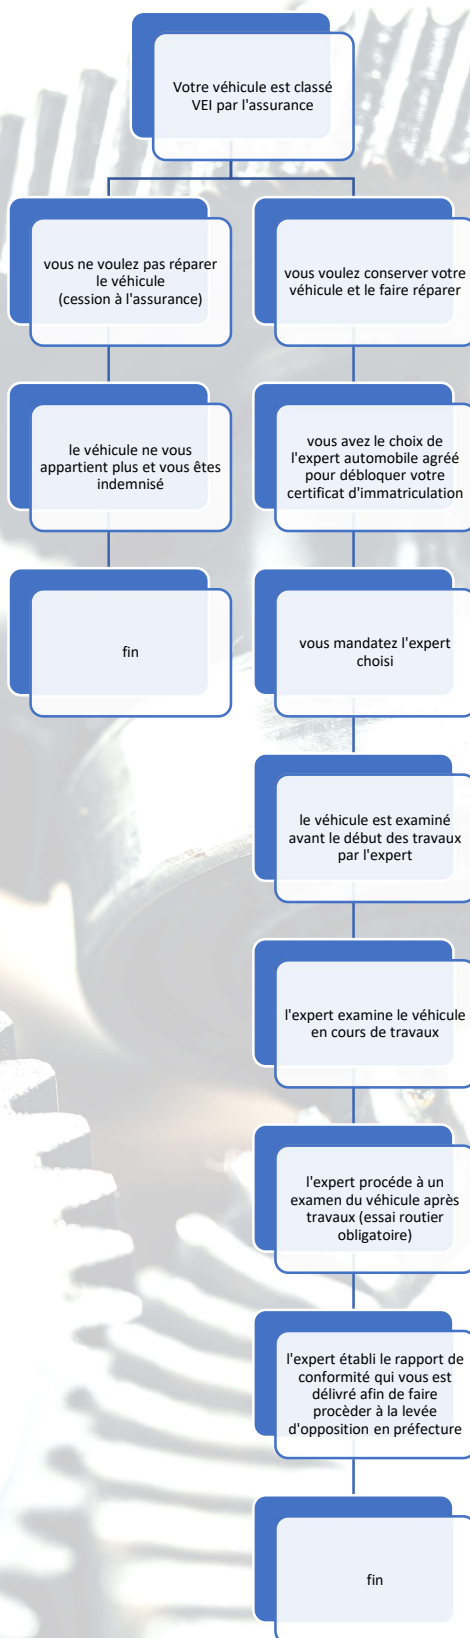 Votre véhicule est classé
VEI par l'assurance
vous ne voulez pas réparer
le véhicule
(cession à l'assurance)
le véhicule ne vous
appartient plus et vous êtes
indemnisé
fin
vous voulez conserver votre
véhicule et le faire réparer
vous avez le choix de
l'expert automobile agréé
pour débloquer votre
certificat d'immatriculation
vous mandatez l'expert
choisi
le véhicule est examiné
avant le début des travaux
par l'expert
l'expert examine le véhicule
en cours de travaux
l'expert procéde à un
examen du véhicule après
travaux (essai routier
obligatoire)
l'expert établi le rapport de
conformité qui vous est
délivré afin de faire
procèder à la levée
d'opposition en préfecture
fin